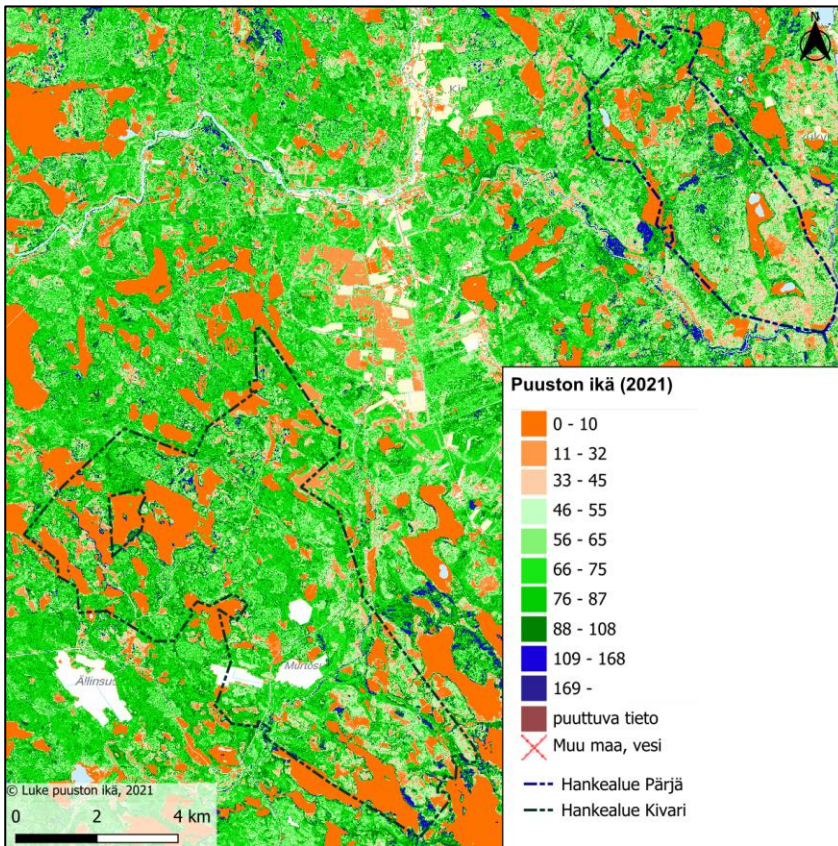 N
Puuston ikä (2021)
0 - 10
11 - 32
33 - 45
46 - 55
56 - 65
66 - 75
76 - 87
88 - 108
109 - 168
169 -
puuttuva tieto
Muu maa, vesi
Hankealue Pärjä
Hankealue Kivari
Ällinsuo
© Luke puuston ikä, 2021
0 2 4 km